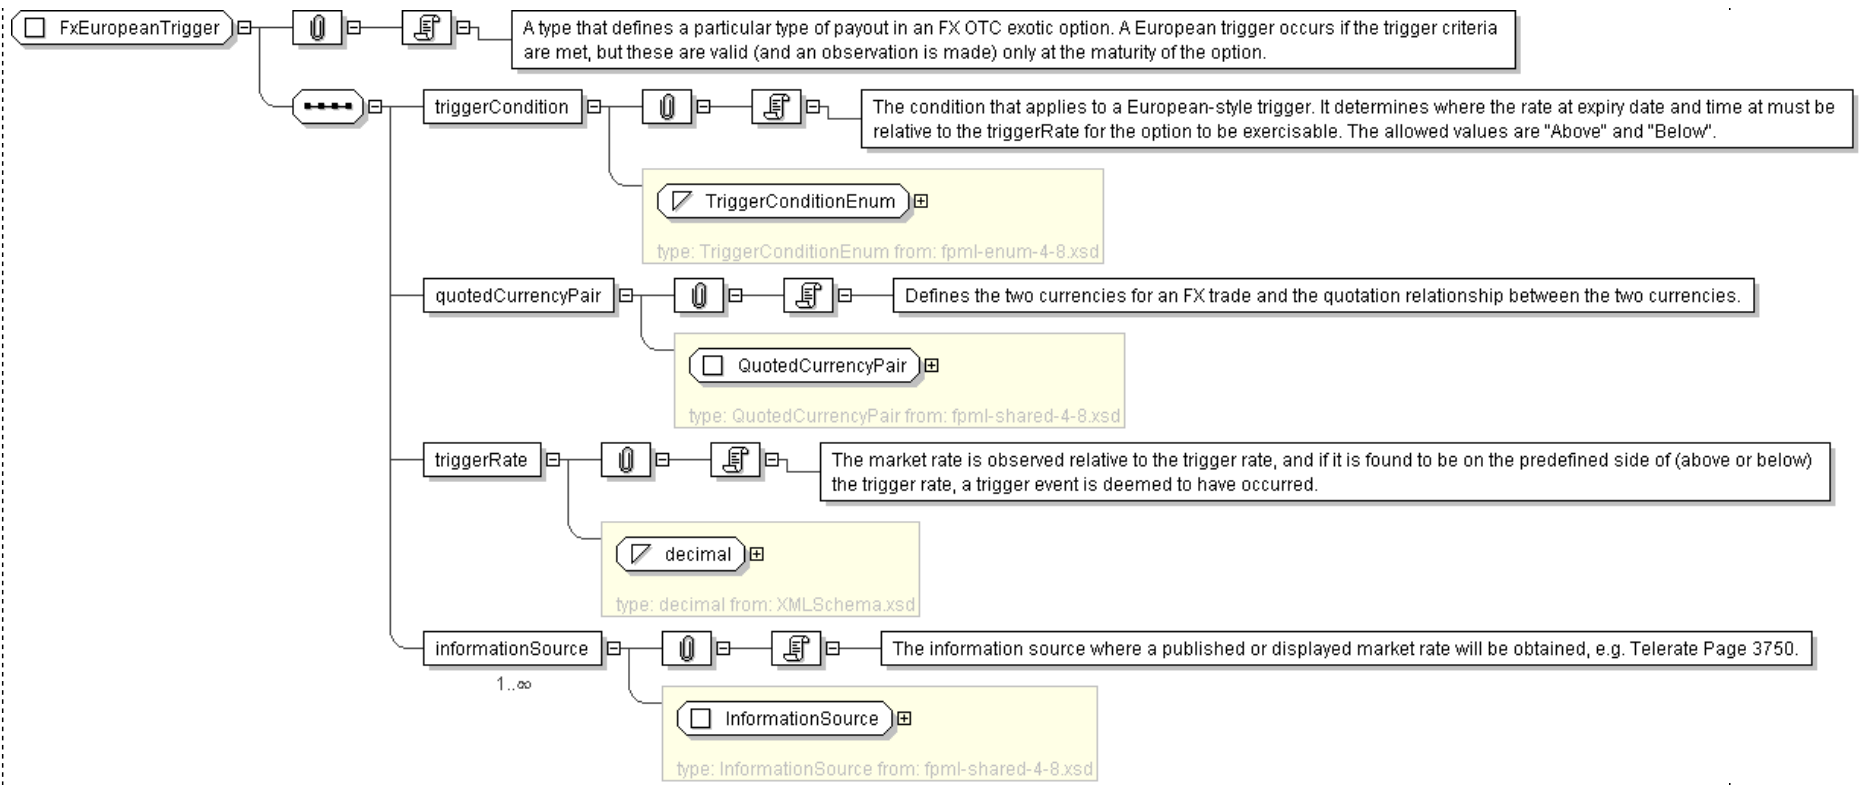 FxEuropeanTrigger
A type that defines a particular type of payout in an FX OTC exotic option. A European trigger occurs if the trigger criteria
are met, but these are valid (and an observation is made) only at the maturity of the option.
triggerCondition
The condition that applies to a European-style trigger. It determines where the rate at expiry date and time at must be
relative to the triggerRate for the option to be exercisable. The allowed values are "Above" and "Below".
TriggerConditionEnum
type: TriggerConditionEnum from: fpml-enum-4-8.xsd
quotedCurrencyPair
Defines the two currencies for an FX trade and the quotation relationship between the two currencies.
QuotedCurrencyPair
type: QuotedCurrencyPair from: fpml-shared-4-8.xsd
triggerRate
The market rate is observed relative to the trigger rate, and if it is found to be on the predefined side of (above or below)
the trigger rate, a trigger event is deemed to have occurred.
decimal
type: decimal from: XMLSchema.xsd
informationSource
The information source where a published or displayed market rate will be obtained, e.g. Telerate Page 3750.
1..∞
InformationSource
type: InformationSource from: fpml-shared-4-8.xsd